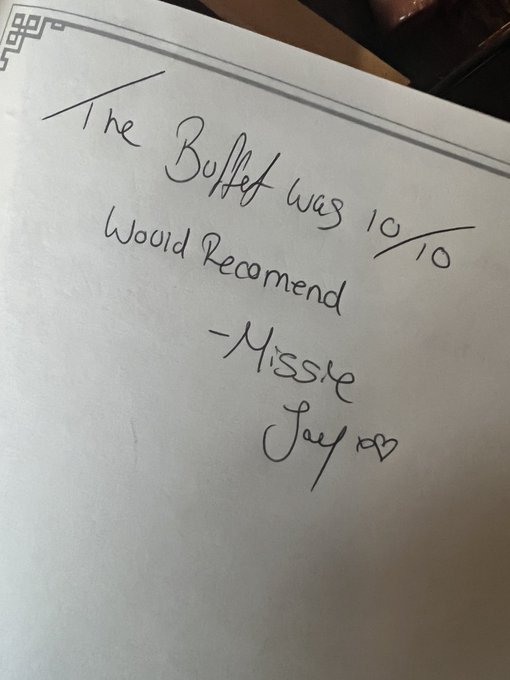 The Buffet was 10/10
Would Recomend
-Missie
Jay x♡